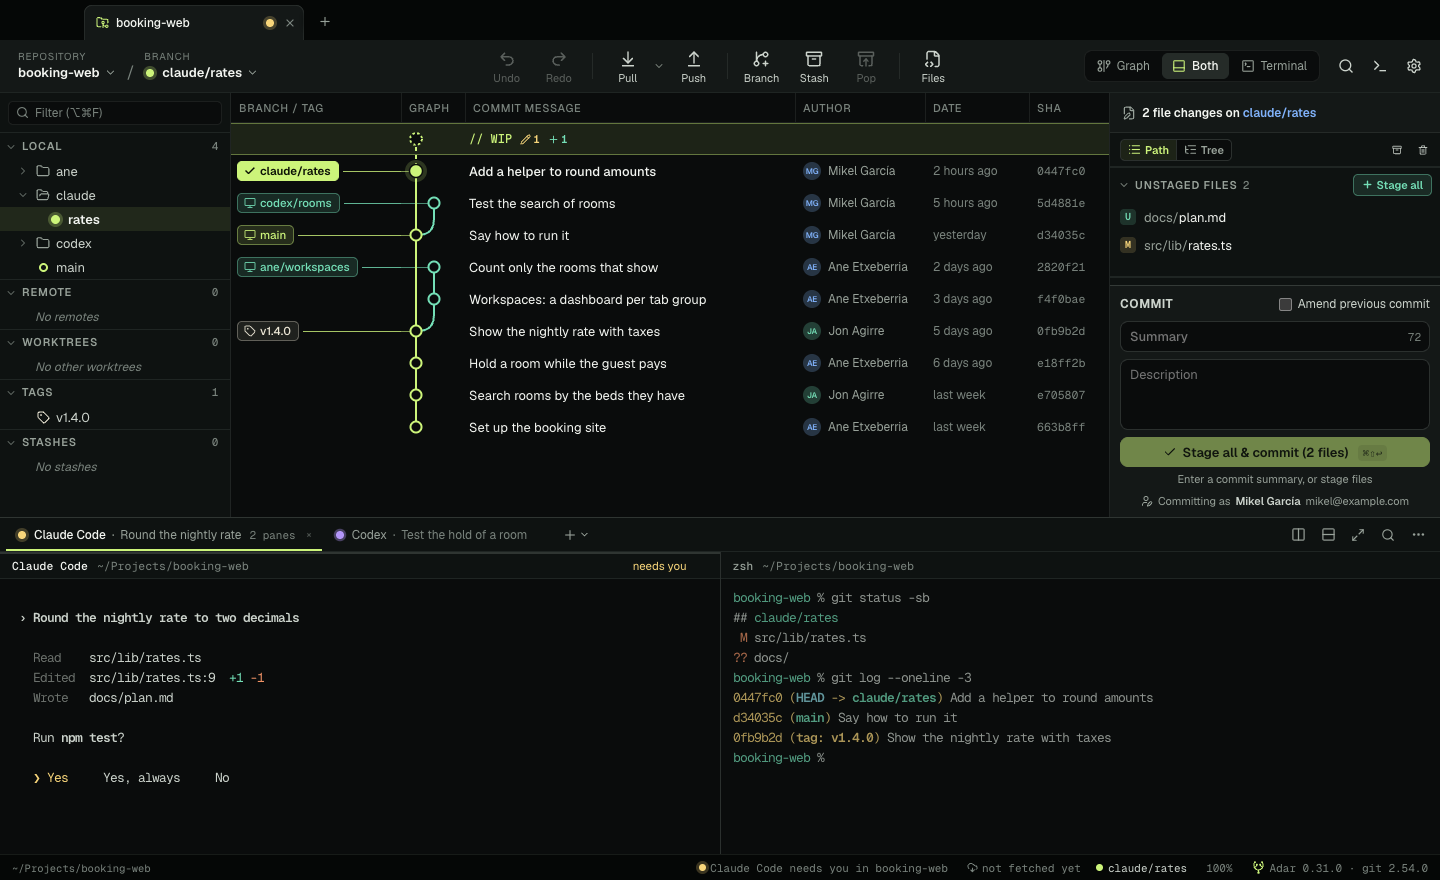 booking-web
REPOSITORY
booking-web
/
BRANCH
claude/rates
Undo
Redo
Pull
Push
Branch
Stash
Pop
Files
Graph
Both
Terminal
Filter (⌥⌘F)
LOCAL 4
ane
claude
rates
codex
main
REMOTE 0
No remotes
WORKTREES 0
No other worktrees
TAGS 1
v1.4.0
STASHES 0
No stashes
BRANCH / TAG GRAPH COMMIT MESSAGE AUTHOR DATE SHA
// WIP 1 +1
claude/rates Add a helper to round amounts MG Mikel García 2 hours ago 0447fc0
codex/rooms Test the search of rooms MG Mikel García 5 hours ago 5d4881e
main Say how to run it MG Mikel García yesterday d34035c
ane/workspaces Count only the rooms that show AE Ane Etxeberria 2 days ago 2820f21
Workspaces: a dashboard per tab group AE Ane Etxeberria 3 days ago f4f0bae
v1.4.0 Show the nightly rate with taxes JA Jon Agirre 5 days ago 0fb9b2d
Hold a room while the guest pays AE Ane Etxeberria 6 days ago e18ff2b
Search rooms by the beds they have JA Jon Agirre last week e705807
Set up the booking site AE Ane Etxeberria last week 663b8ff
2 file changes on claude/rates
Path Tree
UNSTAGED FILES 2 + Stage all
U docs/plan.md
M src/lib/rates.ts
COMMIT Amend previous commit
Summary 72
Description
Stage all & commit (2 files) ⌘⇧↵
Enter a commit summary, or stage files
Committing as Mikel García mikel@example.com
Claude Code · Round the nightly rate 2 panes ×
Codex · Test the hold of a room
Claude Code ~/Projects/booking-web needs you
› Round the nightly rate to two decimals
Read src/lib/rates.ts
Edited src/lib/rates.ts:9 +1 -1
Wrote docs/plan.md
Run npm test?
❯ Yes Yes, always No
zsh ~/Projects/booking-web
booking-web % git status -sb
## claude/rates
M src/lib/rates.ts
?? docs/
booking-web % git log --oneline -3
0447fc0 (HEAD -> claude/rates) Add a helper to round amounts
d34035c (main) Say how to run it
0fb9b2d (tag: v1.4.0) Show the nightly rate with taxes
booking-web %
~/Projects/booking-web
Claude Code needs you in booking-web
not fetched yet
claude/rates
100%
Adar 0.31.0 · git 2.54.0